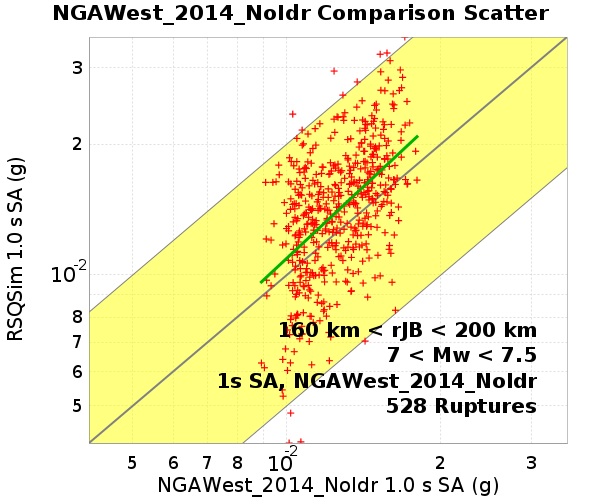 NGAWest_2014_NoIdr Comparison Scatter
RSQSim 1.0 s SA (g)
3
2
10-2
8
7
6
5
160 km < rJB < 200 km
7 < Mw < 7.5
1s SA, NGAWest_2014_NoIdr
528 Ruptures
5 6 7 8 10-2 2 3
NGAWest_2014_NoIdr 1.0 s SA (g)